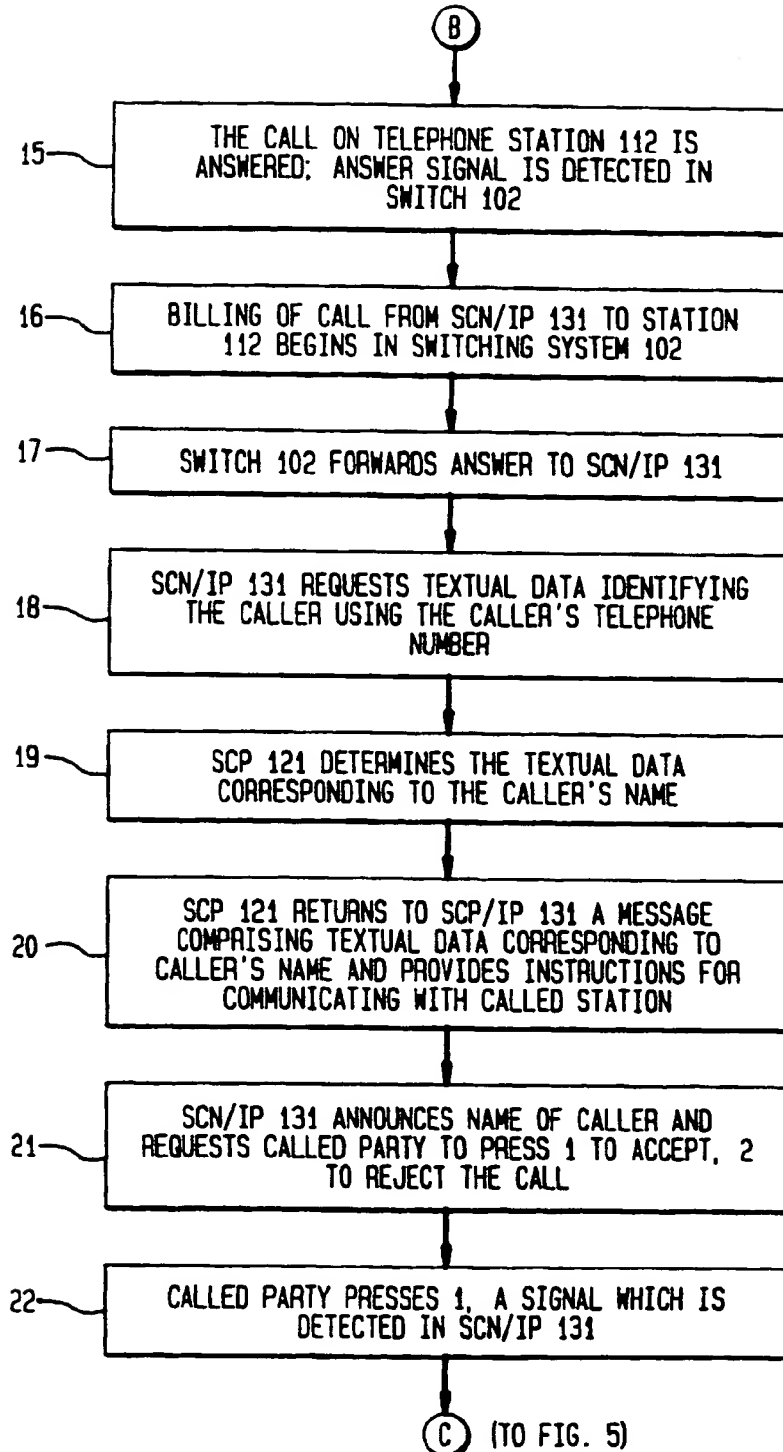 B
15
THE CALL ON TELEPHONE STATION 112 IS
ANSWERED; ANSWER SIGNAL IS DETECTED IN
SWITCH 102
16
BILLING OF CALL FROM SCN/IP 131 TO STATION
112 BEGINS IN SWITCHING SYSTEM 102
17
SWITCH 102 FORWARDS ANSWER TO SCN/IP 131
18
SCN/IP 131 REQUESTS TEXTUAL DATA IDENTIFYING
THE CALLER USING THE CALLER'S TELEPHONE
NUMBER
19
SCP 121 DETERMINES THE TEXTUAL DATA
CORRESPONDING TO THE CALLER'S NAME
20
SCP 121 RETURNS TO SCP/IP 131 A MESSAGE
COMPRISING TEXTUAL DATA CORRESPONDING TO
CALLER'S NAME AND PROVIDES INSTRUCTIONS FOR
COMMUNICATING WITH CALLED STATION
21
SCN/IP 131 ANNOUNCES NAME OF CALLER AND
REQUESTS CALLED PARTY TO PRESS 1 TO ACCEPT, 2
TO REJECT THE CALL
22
CALLED PARTY PRESSES 1, A SIGNAL WHICH IS
DETECTED IN SCN/IP 131
C (TO FIG. 5)